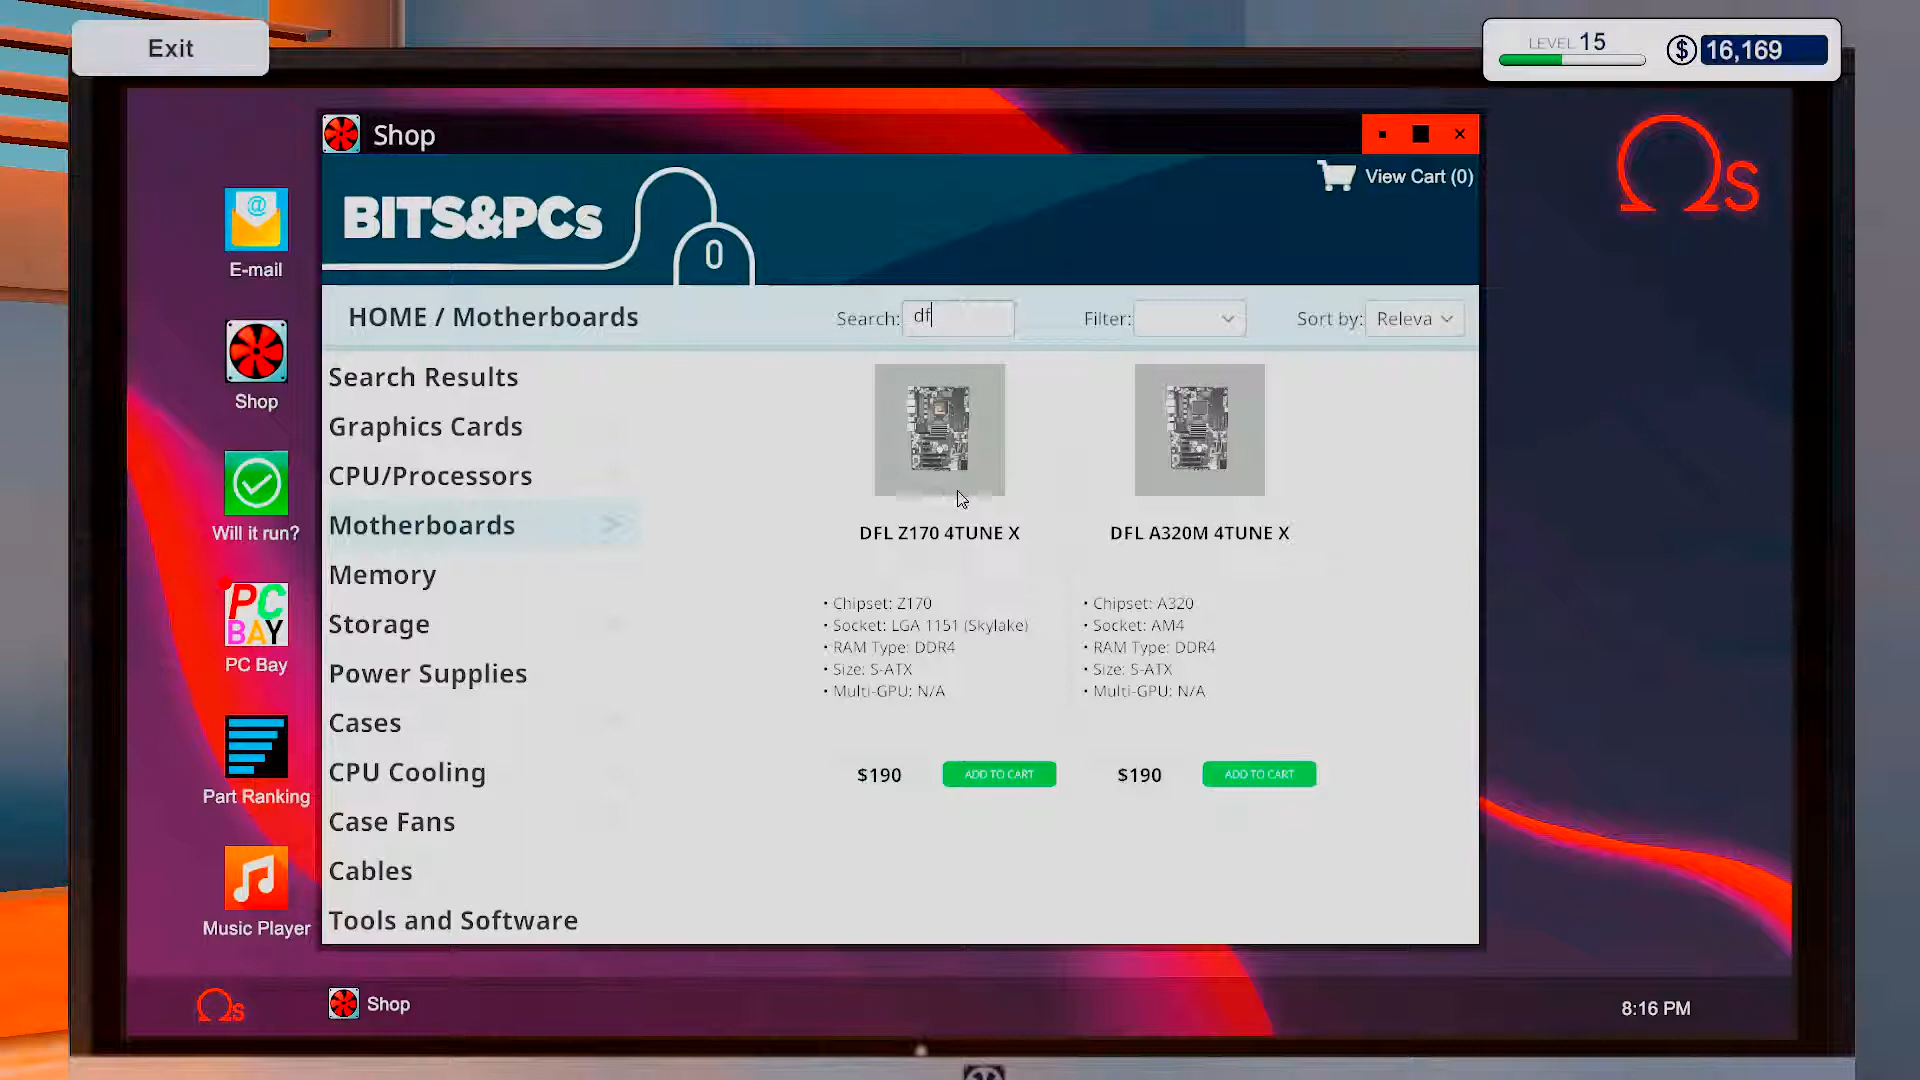 Exit
LEVEL 15
$ 16,169
Shop
View Cart (0)
BITS&PCs
ΩS
HOME / Motherboards
Search: df
Filter:
Sort by: Releva
E-mail
Shop
Will it run?
PC BAY
PC Bay
Part Ranking
Music Player
Search Results
Graphics Cards
CPU/Processors
Motherboards
Memory
Storage
Power Supplies
Cases
CPU Cooling
Case Fans
Cables
Tools and Software
DFL Z170 4TUNE X
• Chipset: Z170
• Socket: LGA 1151 (Skylake)
• RAM Type: DDR4
• Size: S-ATX
• Multi-GPU: N/A
$190
ADD TO CART
DFL A320M 4TUNE X
• Chipset: A320
• Socket: AM4
• RAM Type: DDR4
• Size: S-ATX
• Multi-GPU: N/A
$190
ADD TO CART
ΩS
Shop
8:16 PM